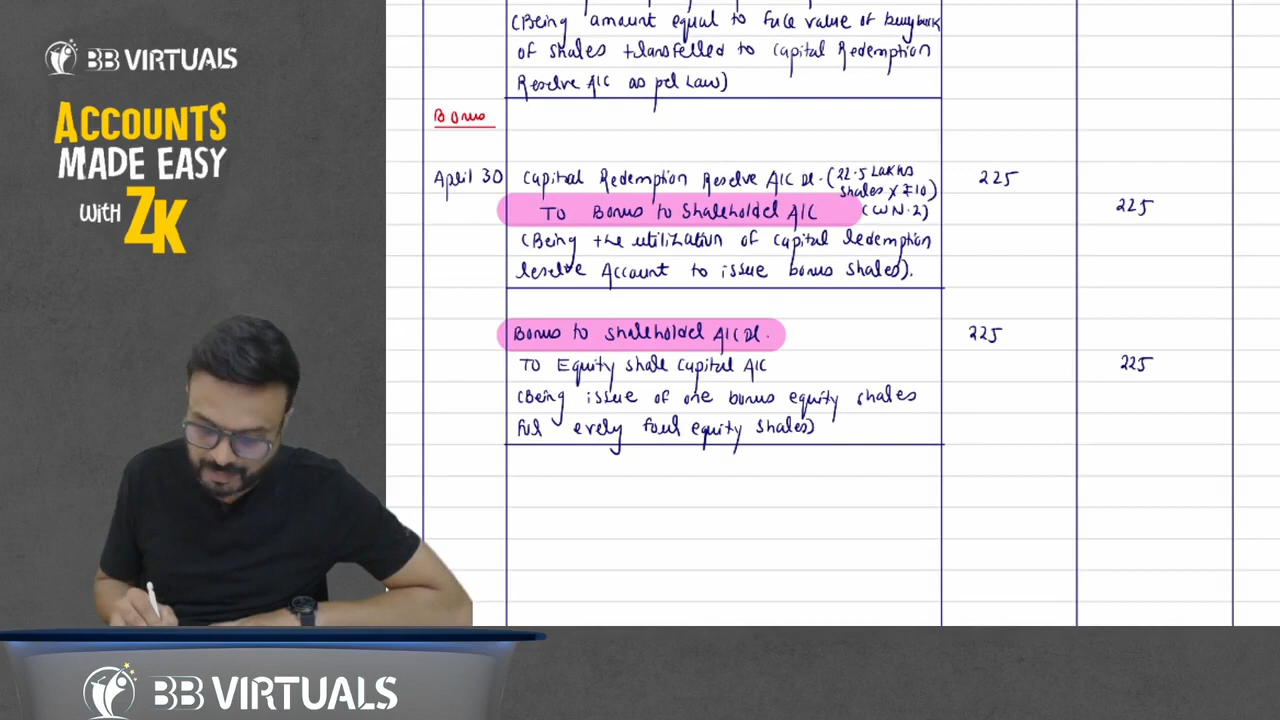 BB VIRTUALS
ACCOUNTS
MADE EASY
WITH ZK
(Being amount equal to face value of buyback
of shares transferred to Capital Redemption
Reserve A/C as per Law)
Bonus
April 30 Capital Redemption Reserve A/C Dr. (22.5 Lakhs shares x ₹10) 225
To Bonus to Shareholder A/C (WN.2) 225
(Being the utilization of capital redemption
reserve Account to issue bonus shares).
Bonus to Shareholder A/C Dr. 225
To Equity share Capital A/C 225
(Being issue of one bonus equity shares
For every four equity shares)
BB VIRTUALS